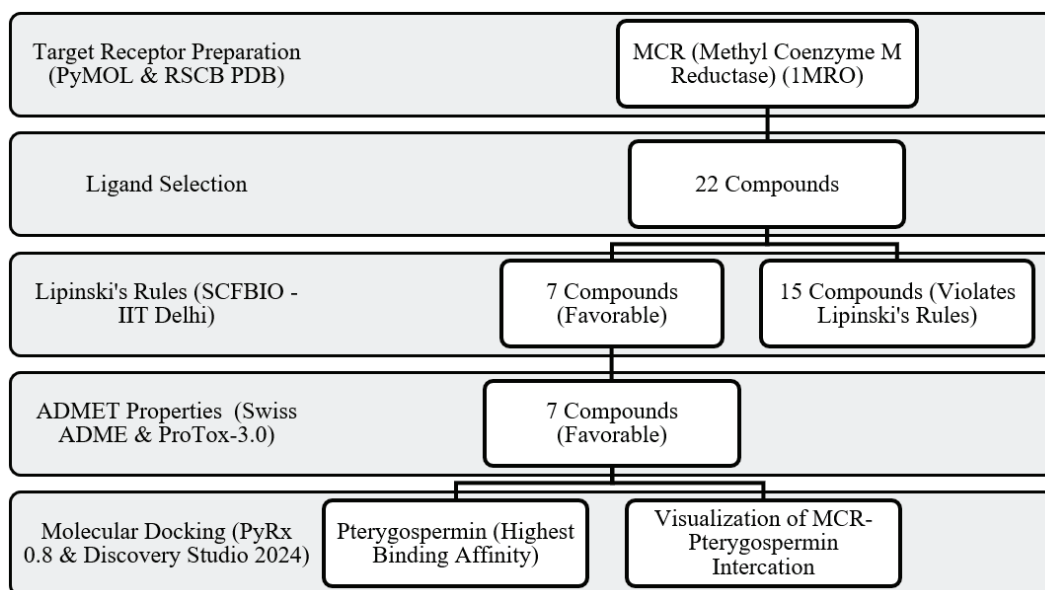 Target Receptor Preparation
(PyMOL & RSCB PDB)
MCR (Methyl Coenzyme M
Reductase) (1MRO)
Ligand Selection
22 Compounds
Lipinski's Rules (SCFBIO -
IIT Delhi)
7 Compounds
(Favorable)
15 Compounds (Violates
Lipinski's Rules)
ADMET Properties (Swiss
ADME & ProTox-3.0)
7 Compounds
(Favorable)
Molecular Docking (PyRx
0.8 & Discovery Studio 2024)
Pterygospermin (Highest
Binding Affinity)
Visualization of MCR-
Pterygospermin
Intercation